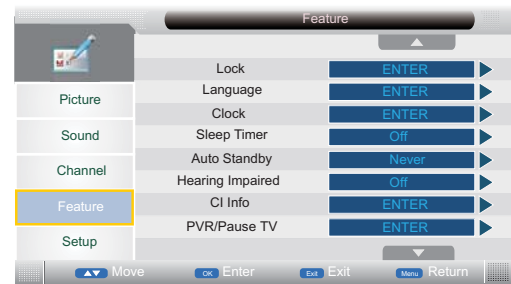 Feature
Lock ENTER
Picture
Language ENTER
Clock ENTER
Sound
Sleep Timer Off
Auto Standby Never
Channel
Hearing Impaired Off
Feature
CI Info ENTER
PVR/Pause TV ENTER
Setup
Move OK Enter Exit Exit Menu Return